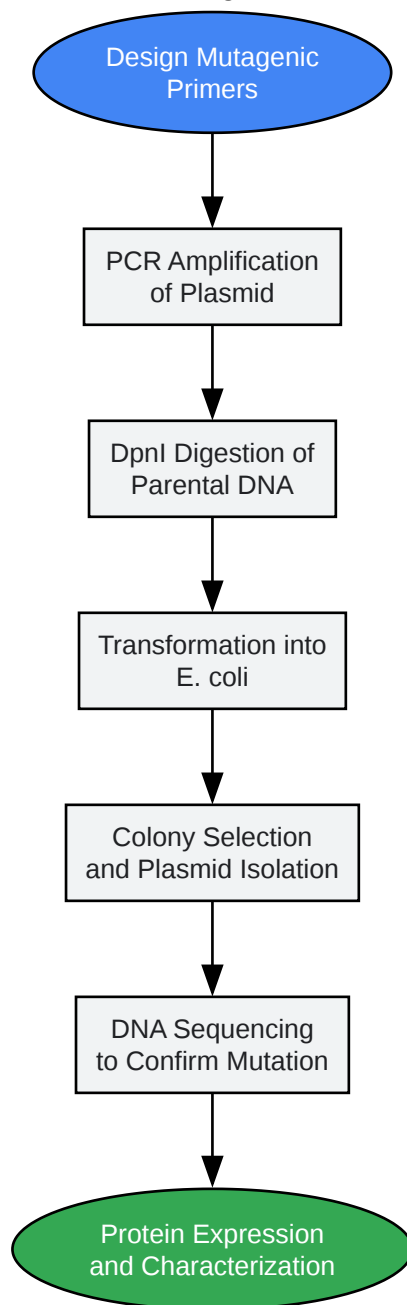 Design Mutagenic
Primers
PCR Amplification
of Plasmid
DpnI Digestion of
Parental DNA
Transformation into
E. coli
Colony Selection
and Plasmid Isolation
DNA Sequencing
to Confirm Mutation
Protein Expression
and Characterization